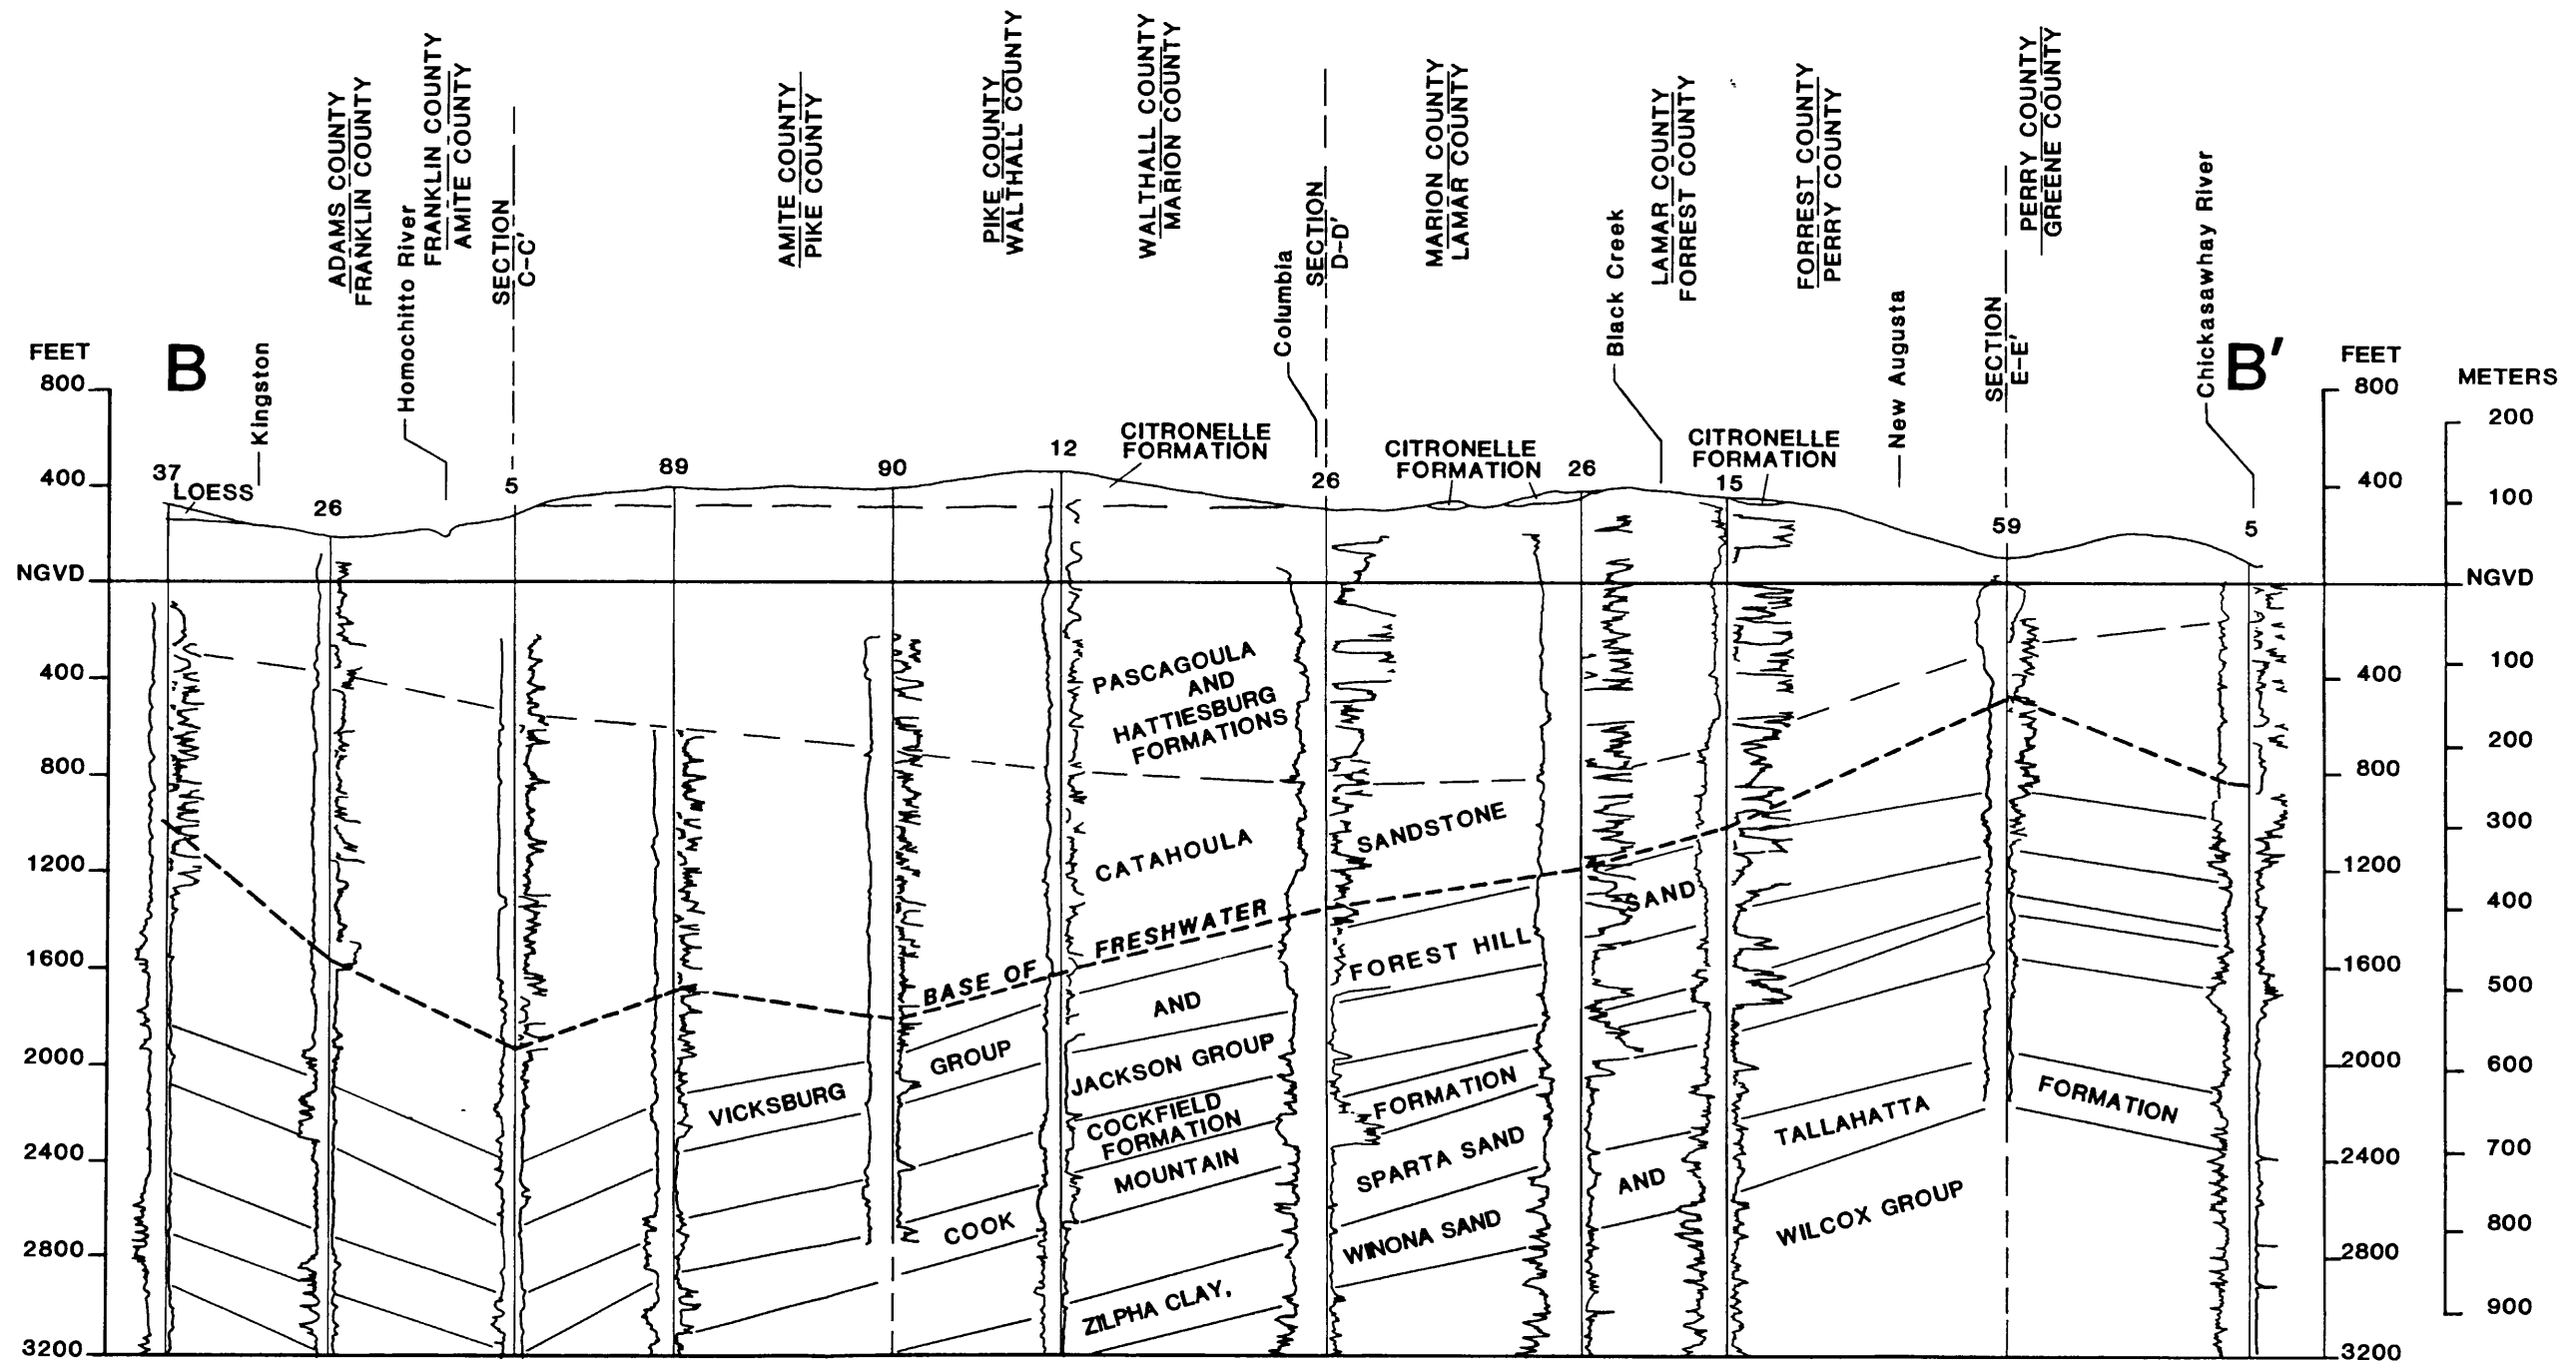 ADAMS COUNTY
FRANKLIN COUNTY
Homochitto River
FRANKLIN COUNTY
AMITE COUNTY
SECTION
C-C'
AMITE COUNTY
PIKE COUNTY
PIKE COUNTY
WALTHALL COUNTY
WALTHALL COUNTY
MARION COUNTY
Columbia
SECTION
D-D'
MARION COUNTY
LAMAR COUNTY
Black Creek
LAMAR COUNTY
FORREST COUNTY
FORREST COUNTY
PERRY COUNTY
New Augusta
SECTION
E-E'
PERRY COUNTY
GREENE COUNTY
Chickasawhay River
Kingston
B
B'
FEET
800
400
NGVD
400
800
1200
1600
2000
2400
2800
3200
37
LOESS
26
5
89
90
12
CITRONELLE
FORMATION
26
CITRONELLE
FORMATION
26
CITRONELLE
FORMATION
15
59
5
PASCAGOULA
AND
HATTIESBURG
FORMATIONS
CATAHOULA
SANDSTONE
BASE OF
FRESHWATER
FOREST HILL
SAND
VICKSBURG
GROUP
AND
JACKSON GROUP
COCKFIELD
FORMATION
FORMATION
COOK
MOUNTAIN
SPARTA SAND
ZILPHA CLAY,
WINONA SAND
AND
TALLAHATTA
FORMATION
WILCOX GROUP
FEET
800
400
400
800
1200
1600
2000
2400
2800
3200
METERS
200
100
NGVD
100
200
300
400
500
600
700
800
900